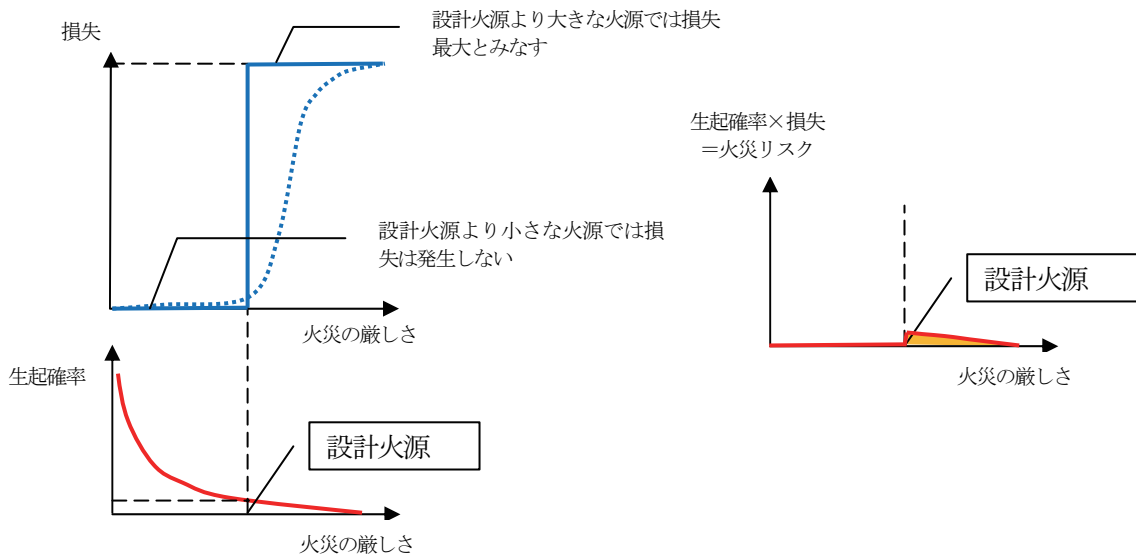 設計火源より大きな火源では損失
最大とみなす
損失
設計火源より小さな火源では損
失は発生しない
火災の厳しさ
生起確率
設計火源
火災の厳しさ
生起確率×損失
＝火災リスク
設計火源
火災の厳しさ